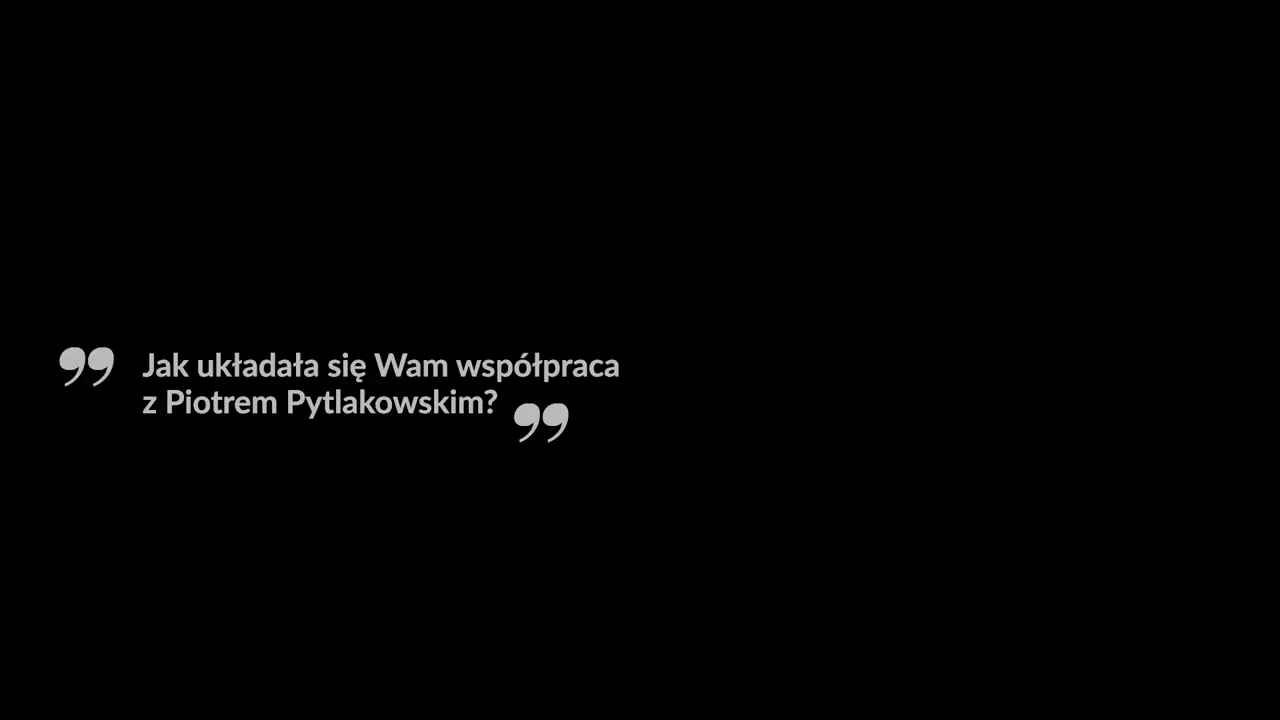 ” Jak układała się Wam współpraca
z Piotrem Pytlakowskim? ”